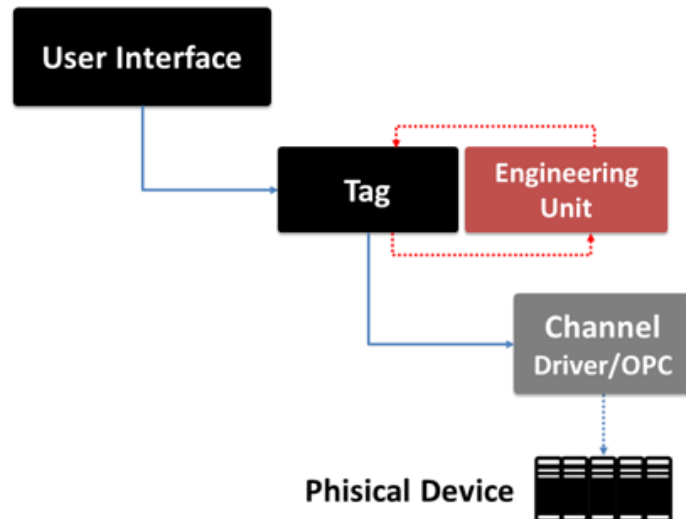 User Interface
Tag
Engineering
Unit
Channel
Driver/OPC
Phisical Device